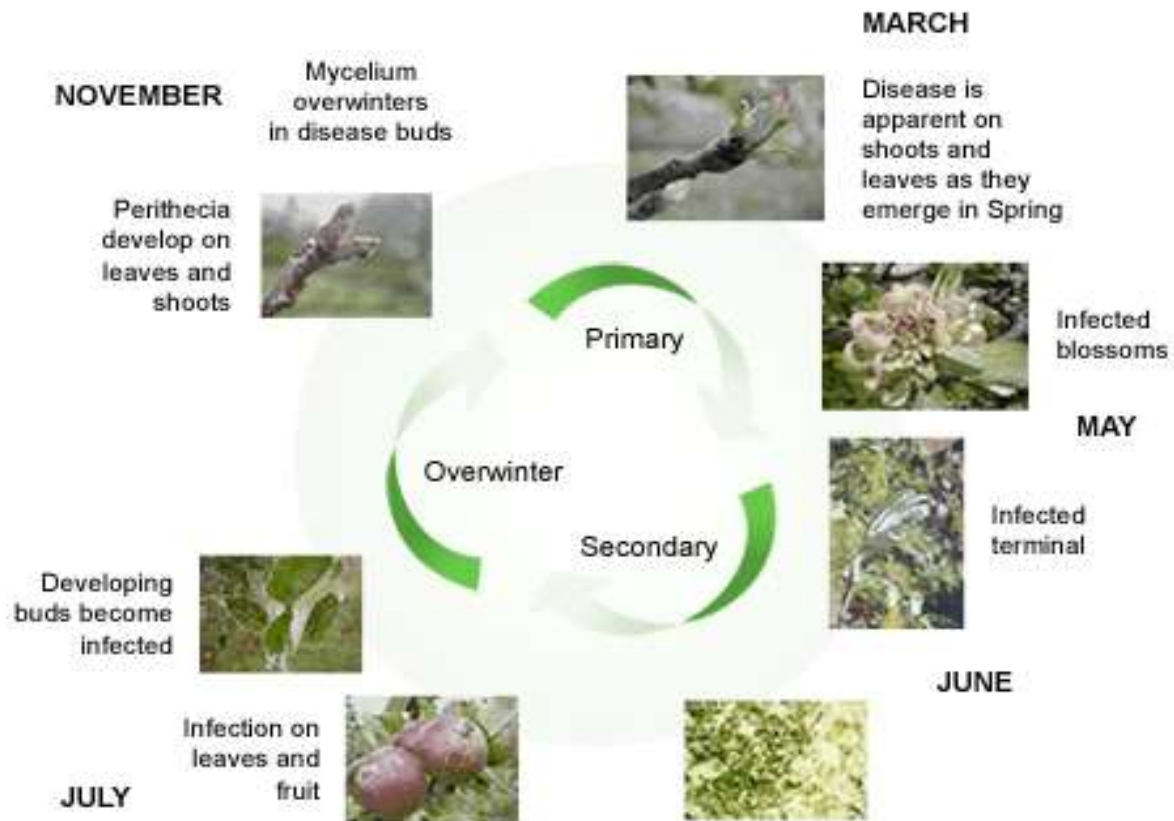 MARCH
Disease is
apparent on
shoots and
leaves as they
emerge in Spring
NOVEMBER
Mycelium
overwinters
in disease buds
Perithecia
develop on
leaves and
shoots
Primary
Infected
blossoms
MAY
Overwinter
Infected
terminal
Secondary
Developing
buds become
infected
JUNE
Infection on
leaves and
fruit
JULY